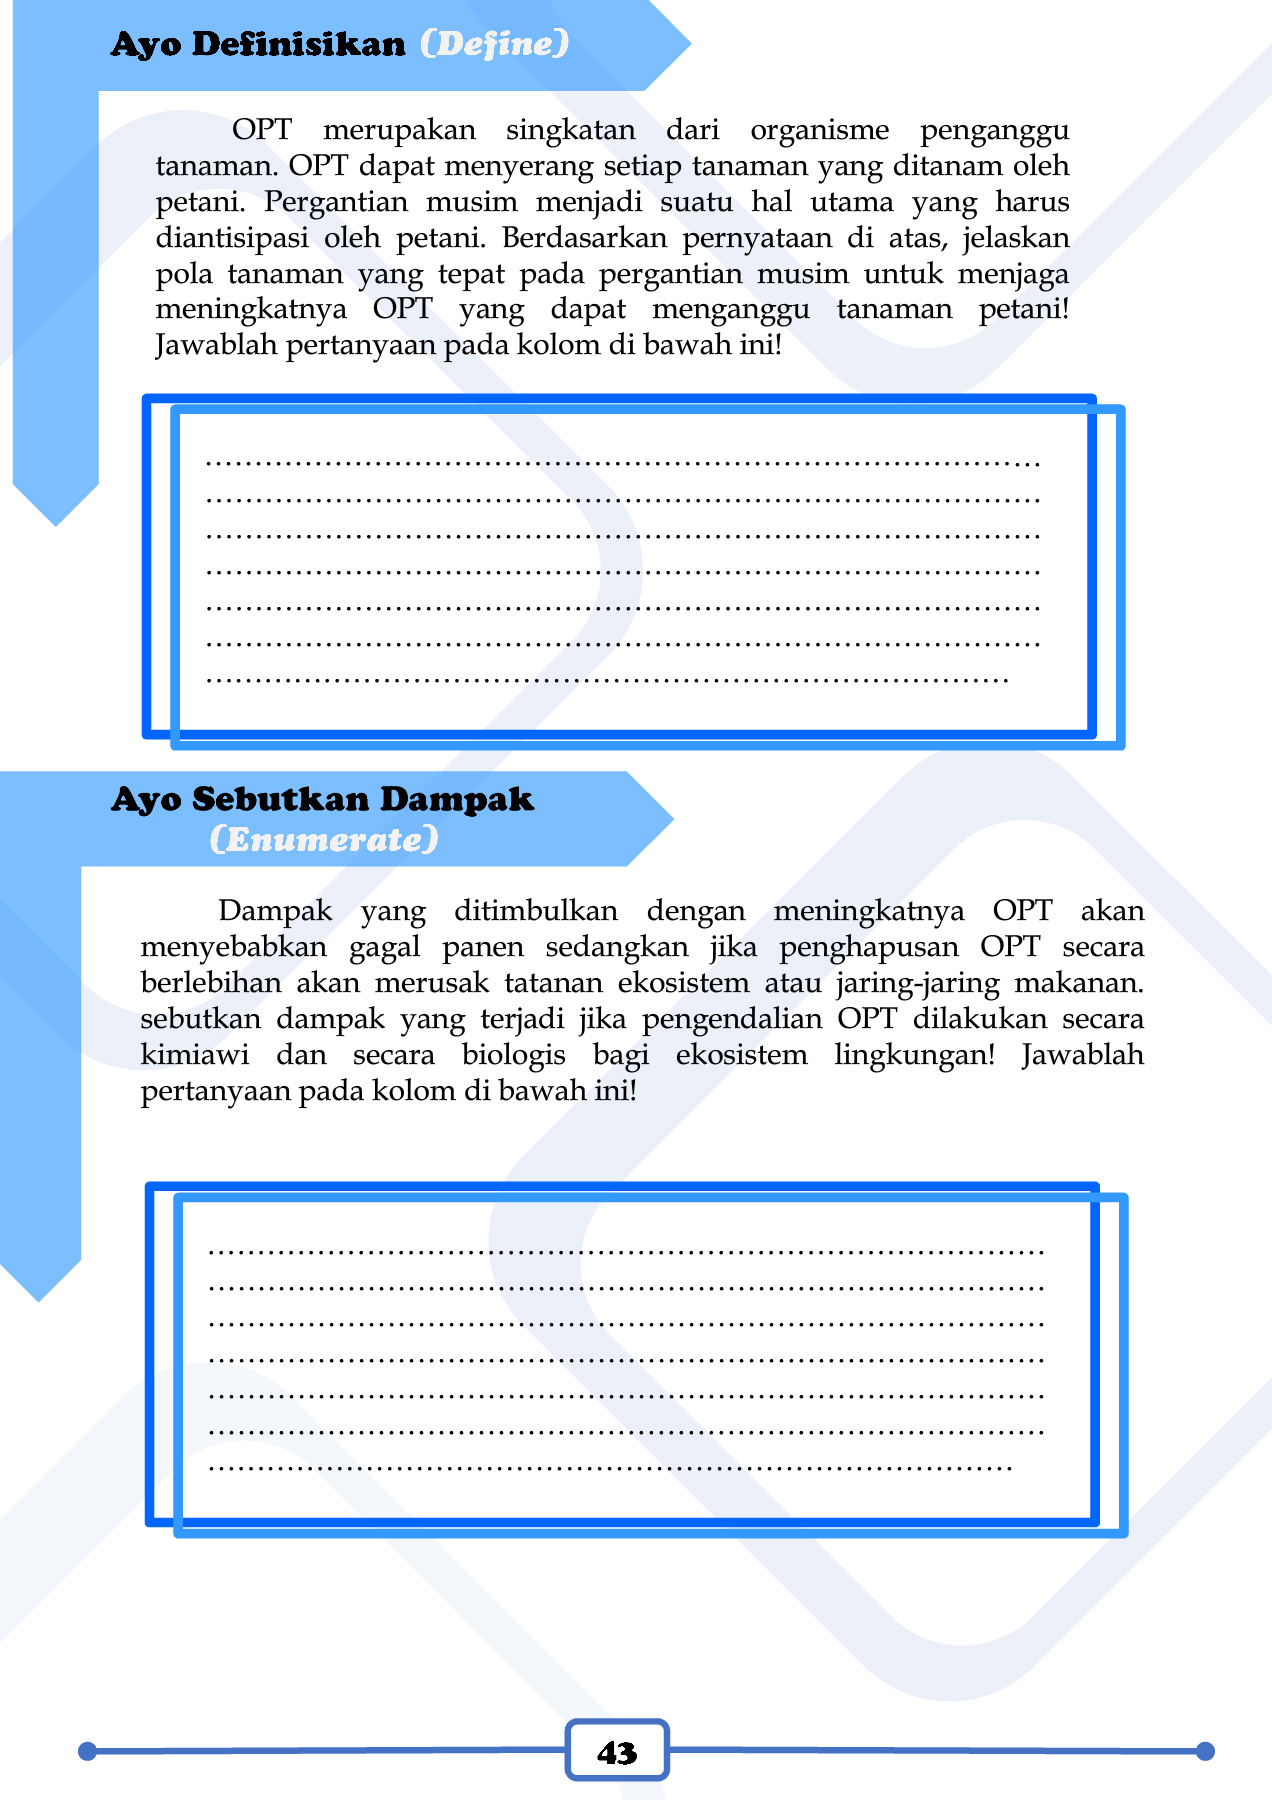 Ayo Definisikan (Define)
OPT merupakan singkatan dari organisme penganggu
tanaman. OPT dapat menyerang setiap tanaman yang ditanam oleh
petani. Pergantian musim menjadi suatu hal utama yang harus
diantisipasi oleh petani. Berdasarkan pernyataan di atas, jelaskan
pola tanaman yang tepat pada pergantian musim untuk menjaga
meningkatnya OPT yang dapat menganggu tanaman petani!
Jawablah pertanyaan pada kolom di bawah ini!
Ayo Sebutkan Dampak
(Enumerate)
Dampak yang ditimbulkan dengan meningkatnya OPT akan
menyebabkan gagal panen sedangkan jika penghapusan OPT secara
berlebihan akan merusak tatanan ekosistem atau jaring-jaring makanan.
sebutkan dampak yang terjadi jika pengendalian OPT dilakukan secara
kimiawi dan secara biologis bagi ekosistem lingkungan! Jawablah
pertanyaan pada kolom di bawah ini!
43